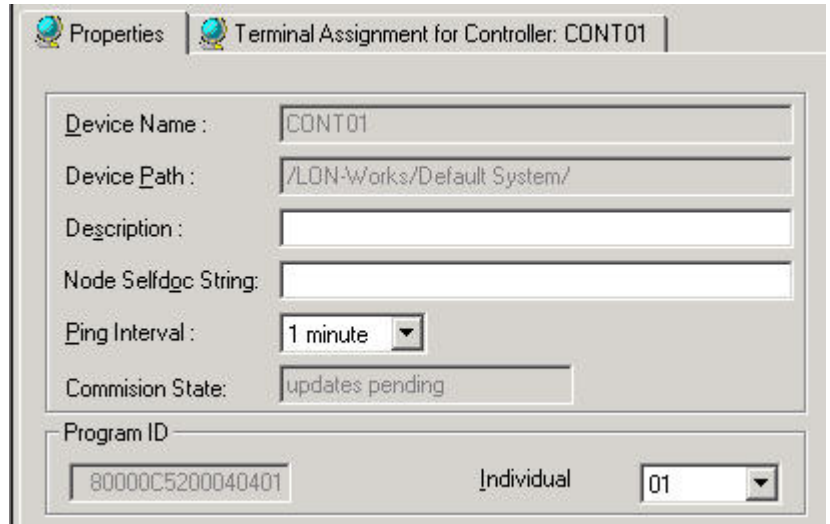 Properties Terminal Assignment for Controller: CONT01
Device Name : CONT01
Device Path : /LON-Works/Default System/
Description :
Node Selfdoc String:
Ping Interval : 1 minute
Commision State: updates pending
Program ID
80000C5200040401 Individual 01